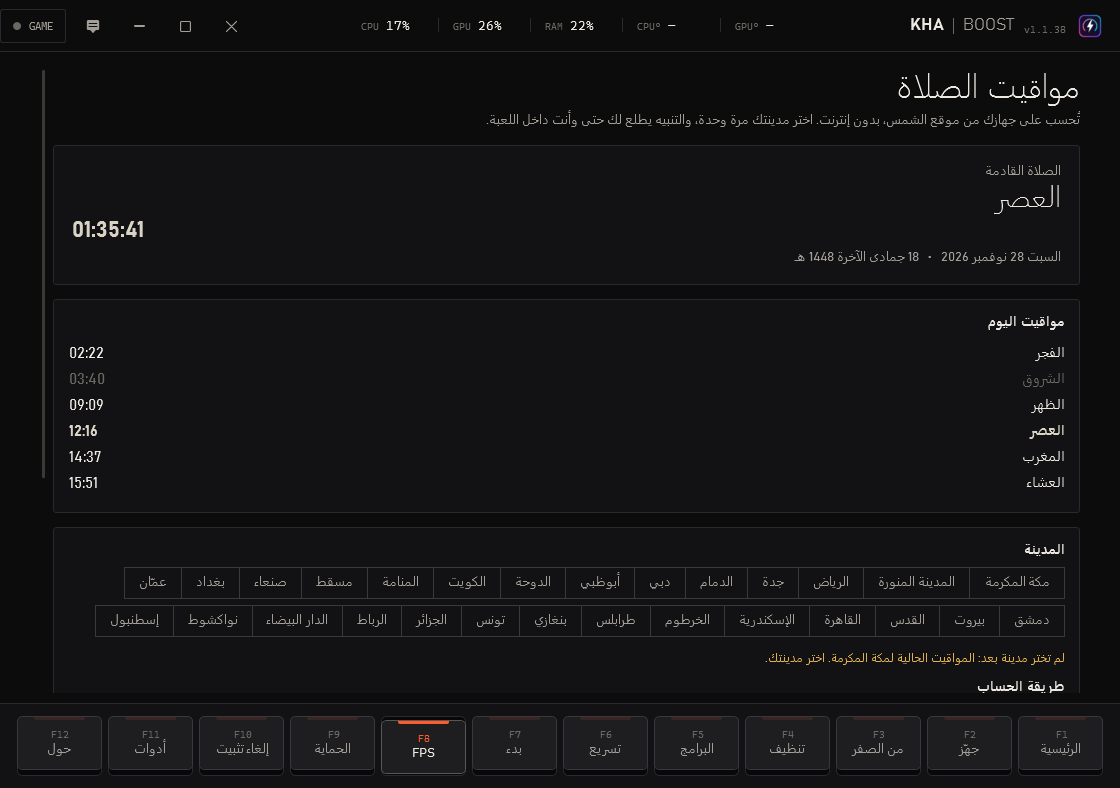 GAME
CPU 17% GPU 26% RAM 22% CPU° — GPU° —
KHA | BOOST v1.1.38
مواقيت الصلاة
تُحسب على جهازك من موقع الشمس، بدون إنترنت. اختر مدينتك مرة وحدة، والتنبيه يطلع لك حتى وأنت داخل اللعبة.
الصلاة القادمة
العصر
01:35:41
السبت 28 نوفمبر 2026 • 18 جمادى الآخرة 1448 هـ
مواقيت اليوم
الفجر 02:22
الشروق 03:40
الظهر 09:09
العصر 12:16
المغرب 14:37
العشاء 15:51
المدينة
مكة المكرمة المدينة المنورة الرياض جدة الدمام دبي أبوظبي الدوحة الكويت المنامة مسقط صنعاء بغداد عمّان
دمشق بيروت القدس القاهرة الإسكندرية الخرطوم طرابلس بنغازي تونس الجزائر الرباط الدار البيضاء نواكشوط إسطنبول
لم تختر مدينة بعد: المواقيت الحالية لمكة المكرمة. اختر مدينتك.
طريقة الحساب
F1 الرئيسية
F2 جهّز
F3 من الصفر
F4 تنظيف
F5 البرامج
F6 تسريع
F7 بدء
F8 FPS
F9 الحماية
F10 إلغاء تثبيت
F11 أدوات
F12 حول